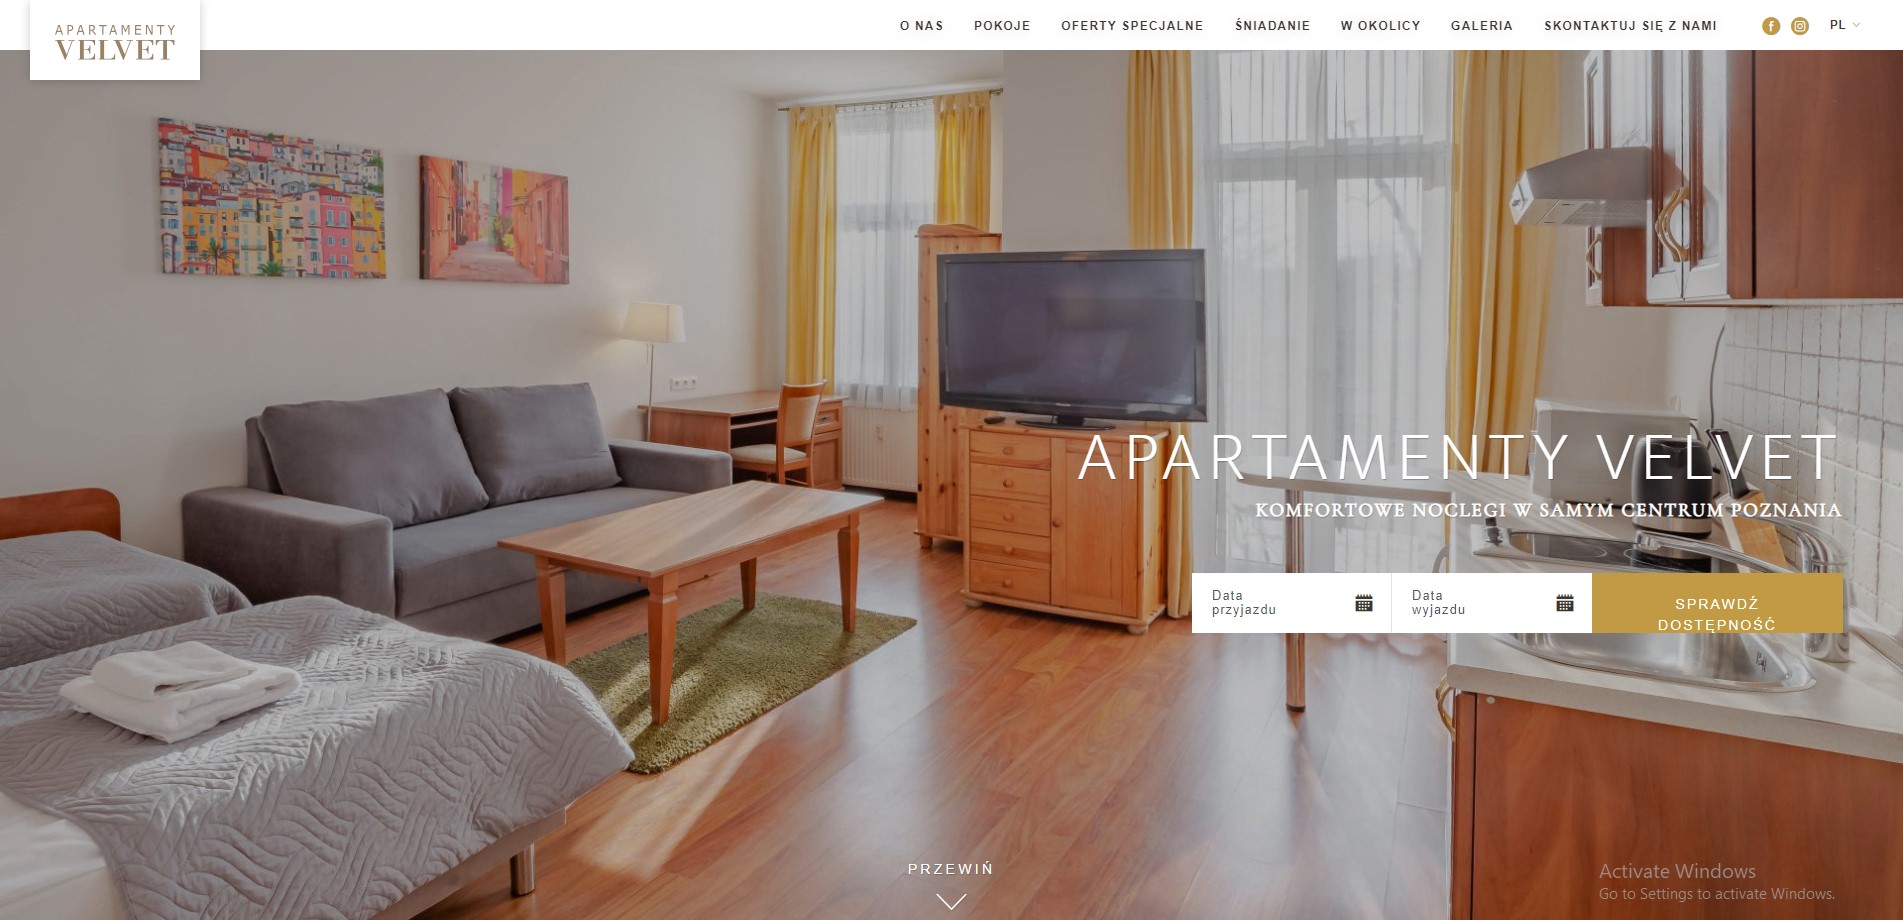 APARTAMENTY
VELVET
O NAS
POKOJE
OFERTY SPECJALNE
ŚNIADANIE
W OKOLICY
GALERIA
SKONTAKTUJ SIĘ Z NAMI
PL
APARTAMENTY VELVET
KOMFORTOWE NOCLEGI W SAMYM CENTRUM POZNANIA
Data
przyjazdu
Data
wyjazdu
SPRAWDŹ
DOSTĘPNOŚĆ
PRZEWIŃ
Activate Windows
Go to Settings to activate Windows.